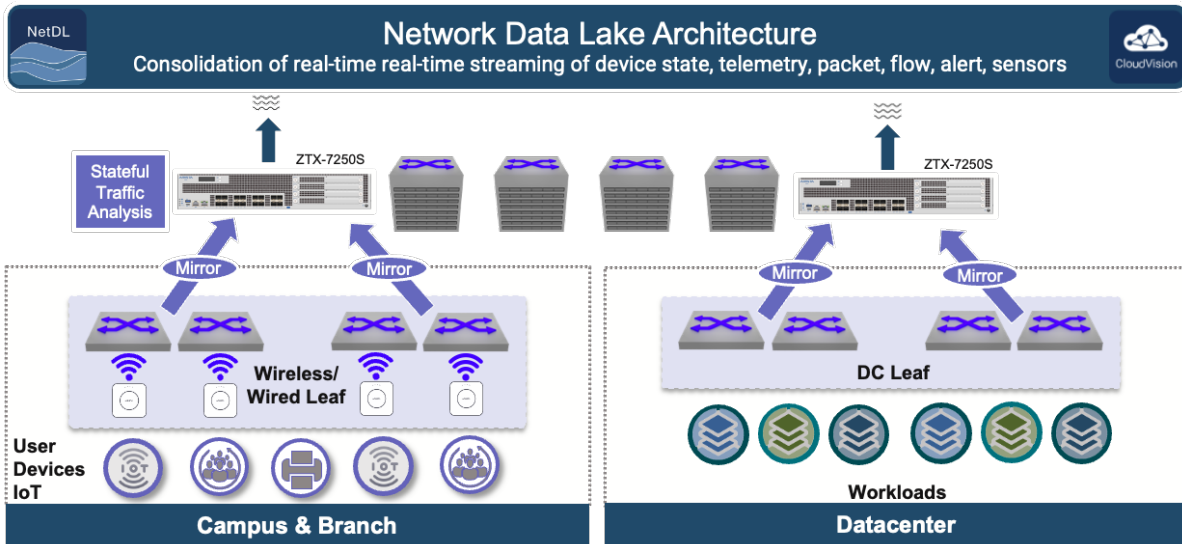 NetDL
Network Data Lake Architecture
Consolidation of real-time real-time streaming of device state, telemetry, packet, flow, alert, sensors
CloudVision
Stateful
Traffic
Analysis
ZTX-7250S
ZTX-7250S
Mirror
Mirror
Mirror
Mirror
Wireless/
Wired Leaf
DC Leaf
User
Devices
IoT
IOT
IOT
Workloads
Campus & Branch
Datacenter